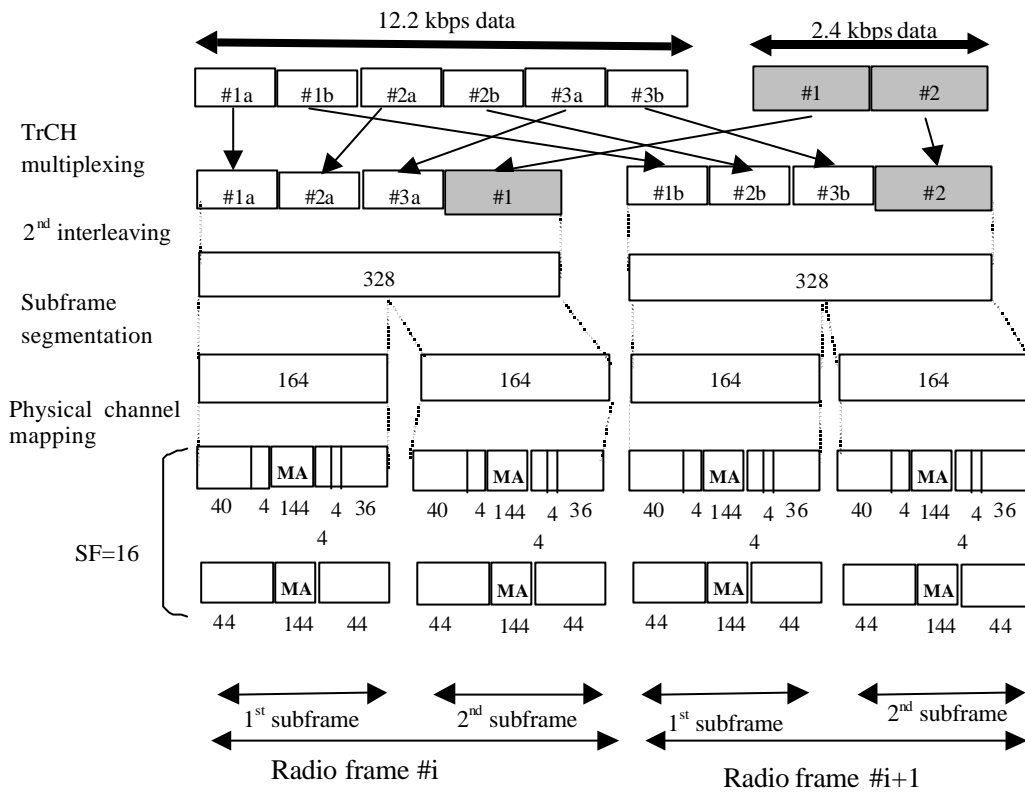 12.2 kbps data 2.4 kbps data
#1a #1b #2a #2b #3a #3b #1 #2
TrCH
multiplexing
#1a #2a #3a #1 #1b #2b #3b #2
2nd interleaving
328 328
Subframe
segmentation
164 164 164 164
Physical channel
mapping
MA MA MA MA
40 4 144 4 36 40 4 144 4 36 40 4 144 4 36 40 4 144 4 36
4 4 4 4
SF=16
MA MA MA MA
44 144 44 44 144 44 44 144 44 44 144 44
1st subframe 2nd subframe 1st subframe 2nd subframe
Radio frame #i Radio frame #i+1